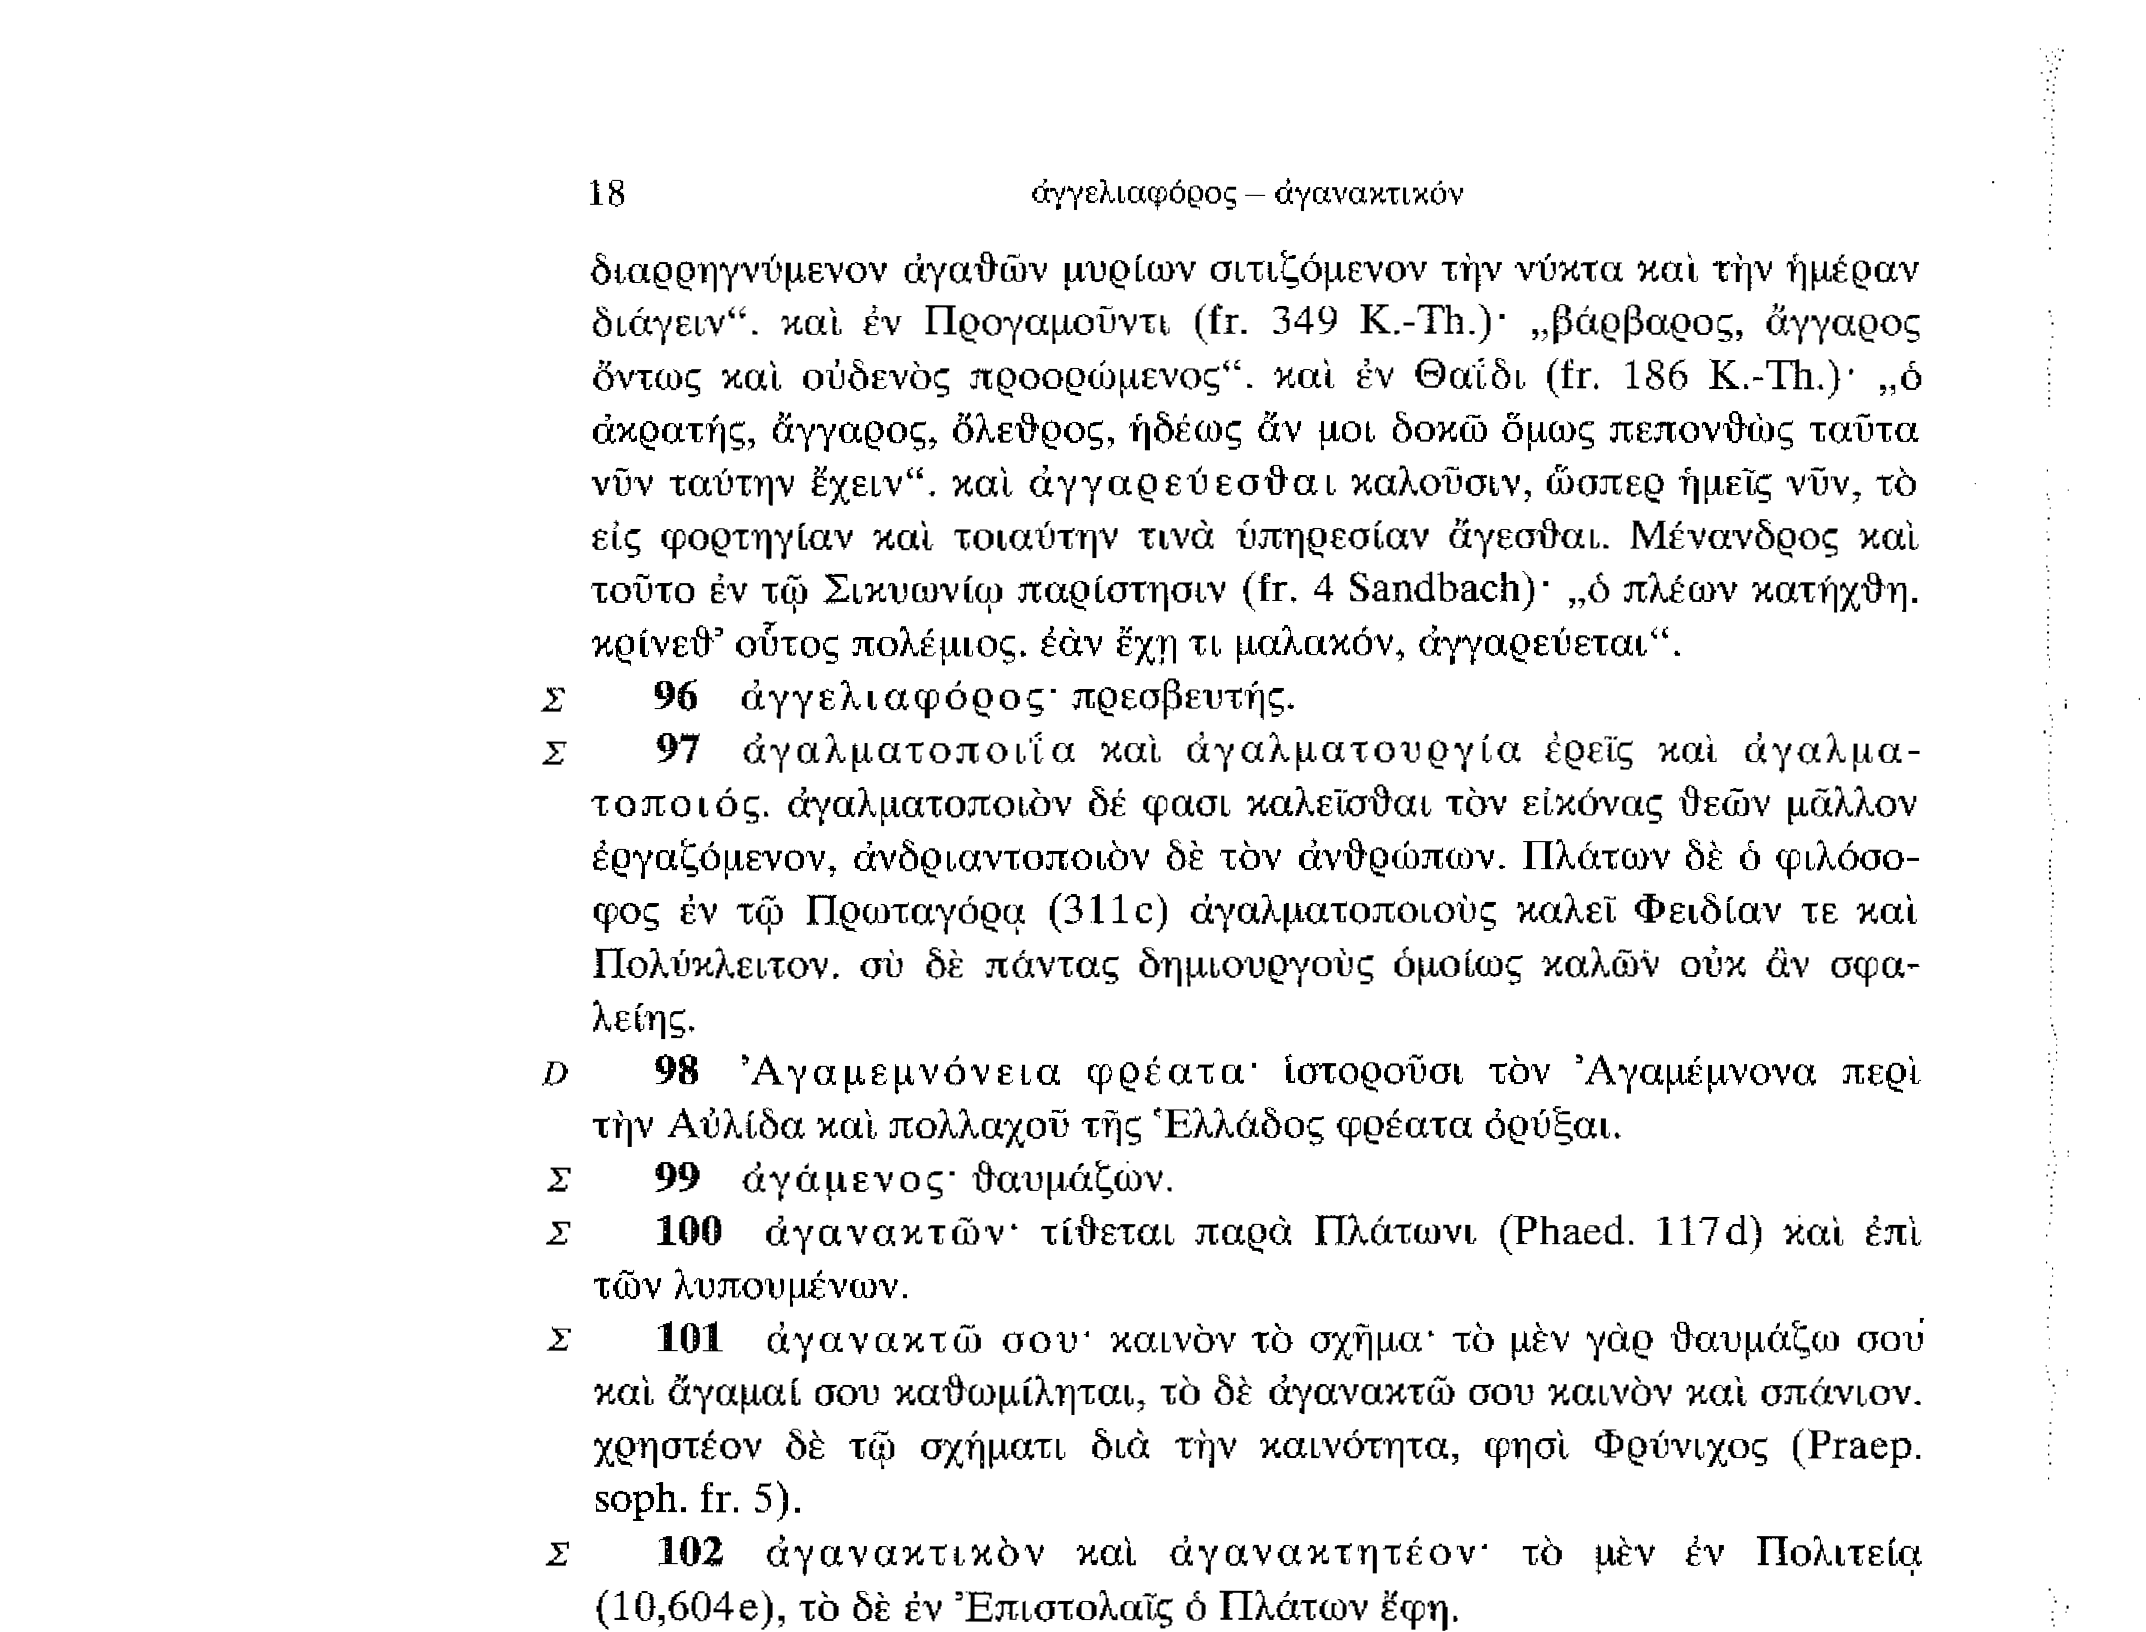 18 ἀγγελιαφόρος – ἀγανακτικόν
διαρρηγνύμενον ἀγαθῶν μυρίων σιτιζόμενον τὴν νύκτα καὶ τὴν ἡμέραν
διάγειν“. καὶ ἐν Προγαμοῦντι (fr. 349 K.-Th.)· „βάρβαρος, ἄγγαρος
ὄντως καὶ οὐδενὸς προορώμενος“. καὶ ἐν Θαΐδι (fr. 186 K.-Th.)· „ὁ
ἀκρατής, ἄγγαρος, ὄλεθρος, ἡδέως ἄν μοι δοκῶ ὅμως πεπονθὼς ταῦτα
νῦν ταύτην ἔχειν“. καὶ ἀγγαρεύεσθαι καλοῦσιν, ὥσπερ ἡμεῖς νῦν, τὸ
εἰς φορτηγίαν καὶ τοιαύτην τινὰ ὑπηρεσίαν ἄγεσθαι. Μένανδρος καὶ
τοῦτο ἐν τῷ Σικυωνίῳ παρίστησιν (fr. 4 Sandbach)· „ὁ πλέων κατήχθη.
κρίνεθ’ οὗτος πολέμιος. ἐὰν ἔχῃ τι μαλακόν, ἀγγαρεύεται“.
Σ 96 ἀγγελιαφόρος· πρεσβευτής.
Σ 97 ἀγαλματοποιΐα καὶ ἀγαλματουργία ἐρεῖς καὶ ἀγαλμα-
τοποιός. ἀγαλματοποιὸν δέ φασι καλεῖσθαι τὸν εἰκόνας θεῶν μᾶλλον
ἐργαζόμενον, ἀνδριαντοποιὸν δὲ τὸν ἀνθρώπων. Πλάτων δὲ ὁ φιλόσο-
φος ἐν τῷ Πρωταγόρᾳ (311c) ἀγαλματοποιοὺς καλεῖ Φειδίαν τε καὶ
Πολύκλειτον. σὺ δὲ πάντας δημιουργοὺς ὁμοίως καλῶν οὐκ ἂν σφα-
λείης.
D 98 Ἀγαμεμνόνεια φρέατα· ἱστοροῦσι τὸν Ἀγαμέμνονα περὶ
τὴν Αὐλίδα καὶ πολλαχοῦ τῆς Ἑλλάδος φρέατα ὀρύξαι.
Σ 99 ἀγάμενος· θαυμάζων.
Σ 100 ἀγανακτῶν· τίθεται παρὰ Πλάτωνι (Phaed. 117d) καὶ ἐπὶ
τῶν λυπουμένων.
Σ 101 ἀγανακτῶ σου· καινὸν τὸ σχῆμα· τὸ μὲν γὰρ θαυμάζω σου
καὶ ἄγαμαί σου καθωμίληται, τὸ δὲ ἀγανακτῶ σου καινὸν καὶ σπάνιον.
χρηστέον δὲ τῷ σχήματι διὰ τὴν καινότητα, φησὶ Φρύνιχος (Praep.
soph. fr. 5).
Σ 102 ἀγανακτικὸν καὶ ἀγανακτητέον· τὸ μὲν ἐν Πολιτείᾳ
(10,604e), τὸ δὲ ἐν Ἐπιστολαῖς ὁ Πλάτων ἔφη.